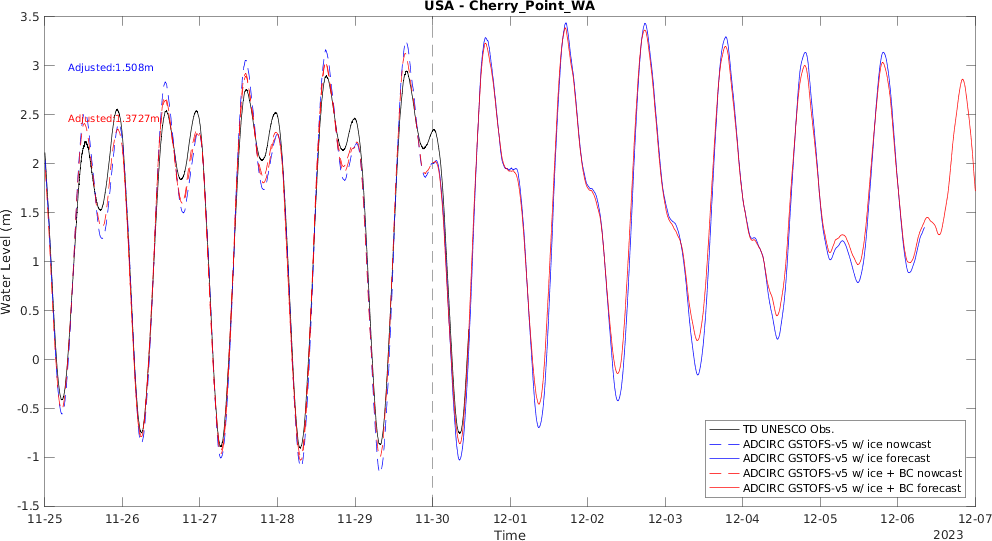 USA - Cherry_Point_WA
3.5
3
2.5
2
1.5
1
0.5
0
-0.5
-1
-1.5
Water Level (m)
Adjusted:1.508m
Adjusted:1.3727m
TD UNESCO Obs.
ADCIRC GSTOFS-v5 w/ ice nowcast
ADCIRC GSTOFS-v5 w/ ice forecast
ADCIRC GSTOFS-v5 w/ ice + BC nowcast
ADCIRC GSTOFS-v5 w/ ice + BC forecast
11-25 11-26 11-27 11-28 11-29 11-30 12-01 12-02 12-03 12-04 12-05 12-06 12-07
Time
2023